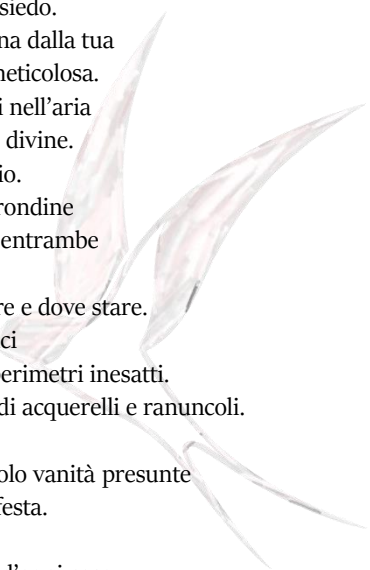 siedo.
na dalla tua
neticolosa.
i nell’aria
divine.
io.
rondine
entrambe
re e dove stare.
ci
erimetri inesatti.
di acquerelli e ranuncoli.
olo vanità presunte
festa.